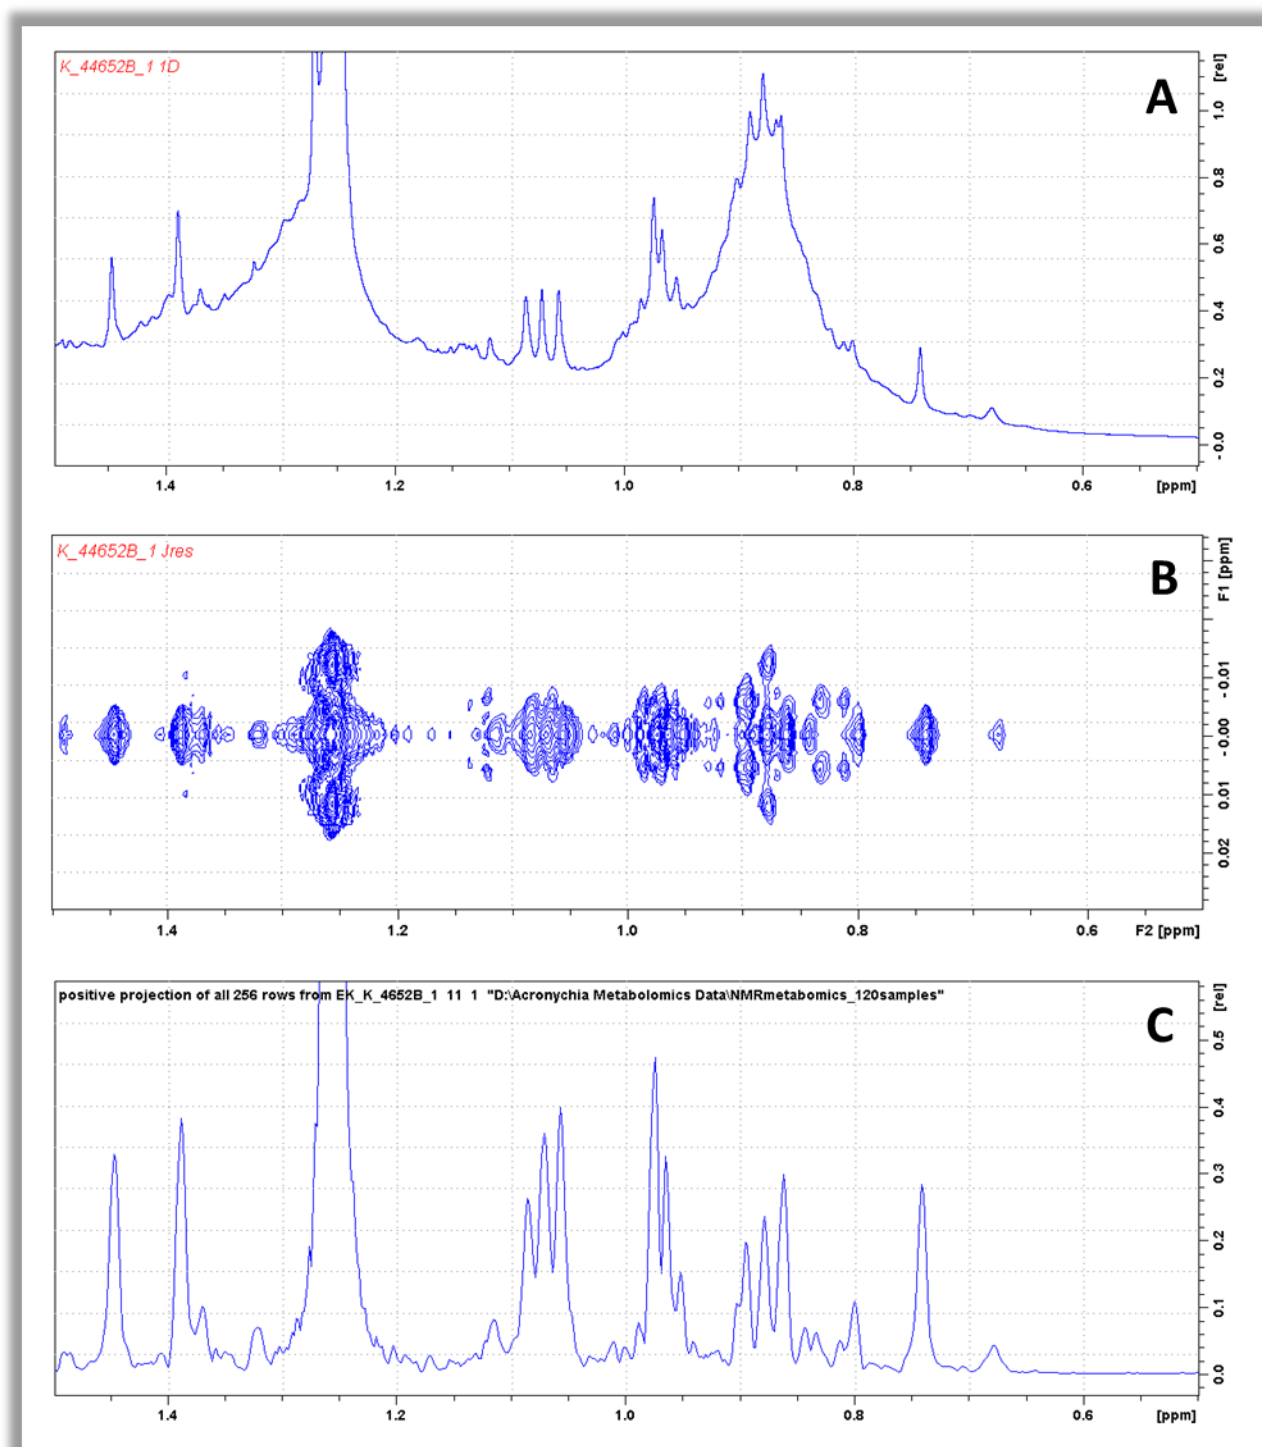 K_44652B_1 1D
A
[rel]
1.0
0.8
0.6
0.4
0.2
- 0.0
1.4 1.2 1.0 0.8 0.6 [ppm]
K_44652B_1 Jres
B
F1 [ppm]
-0.01
-0.00
0.01
0.02
1.4 1.2 1.0 0.8 0.6 F2 [ppm]
positive projection of all 256 rows from EK_K_4652B_1 11 1 "D:\Acronychia Metabolomics Data\NMRmetabomics_120samples"
C
[rel]
0.5
0.4
0.3
0.2
0.1
0.0
1.4 1.2 1.0 0.8 0.6 [ppm]